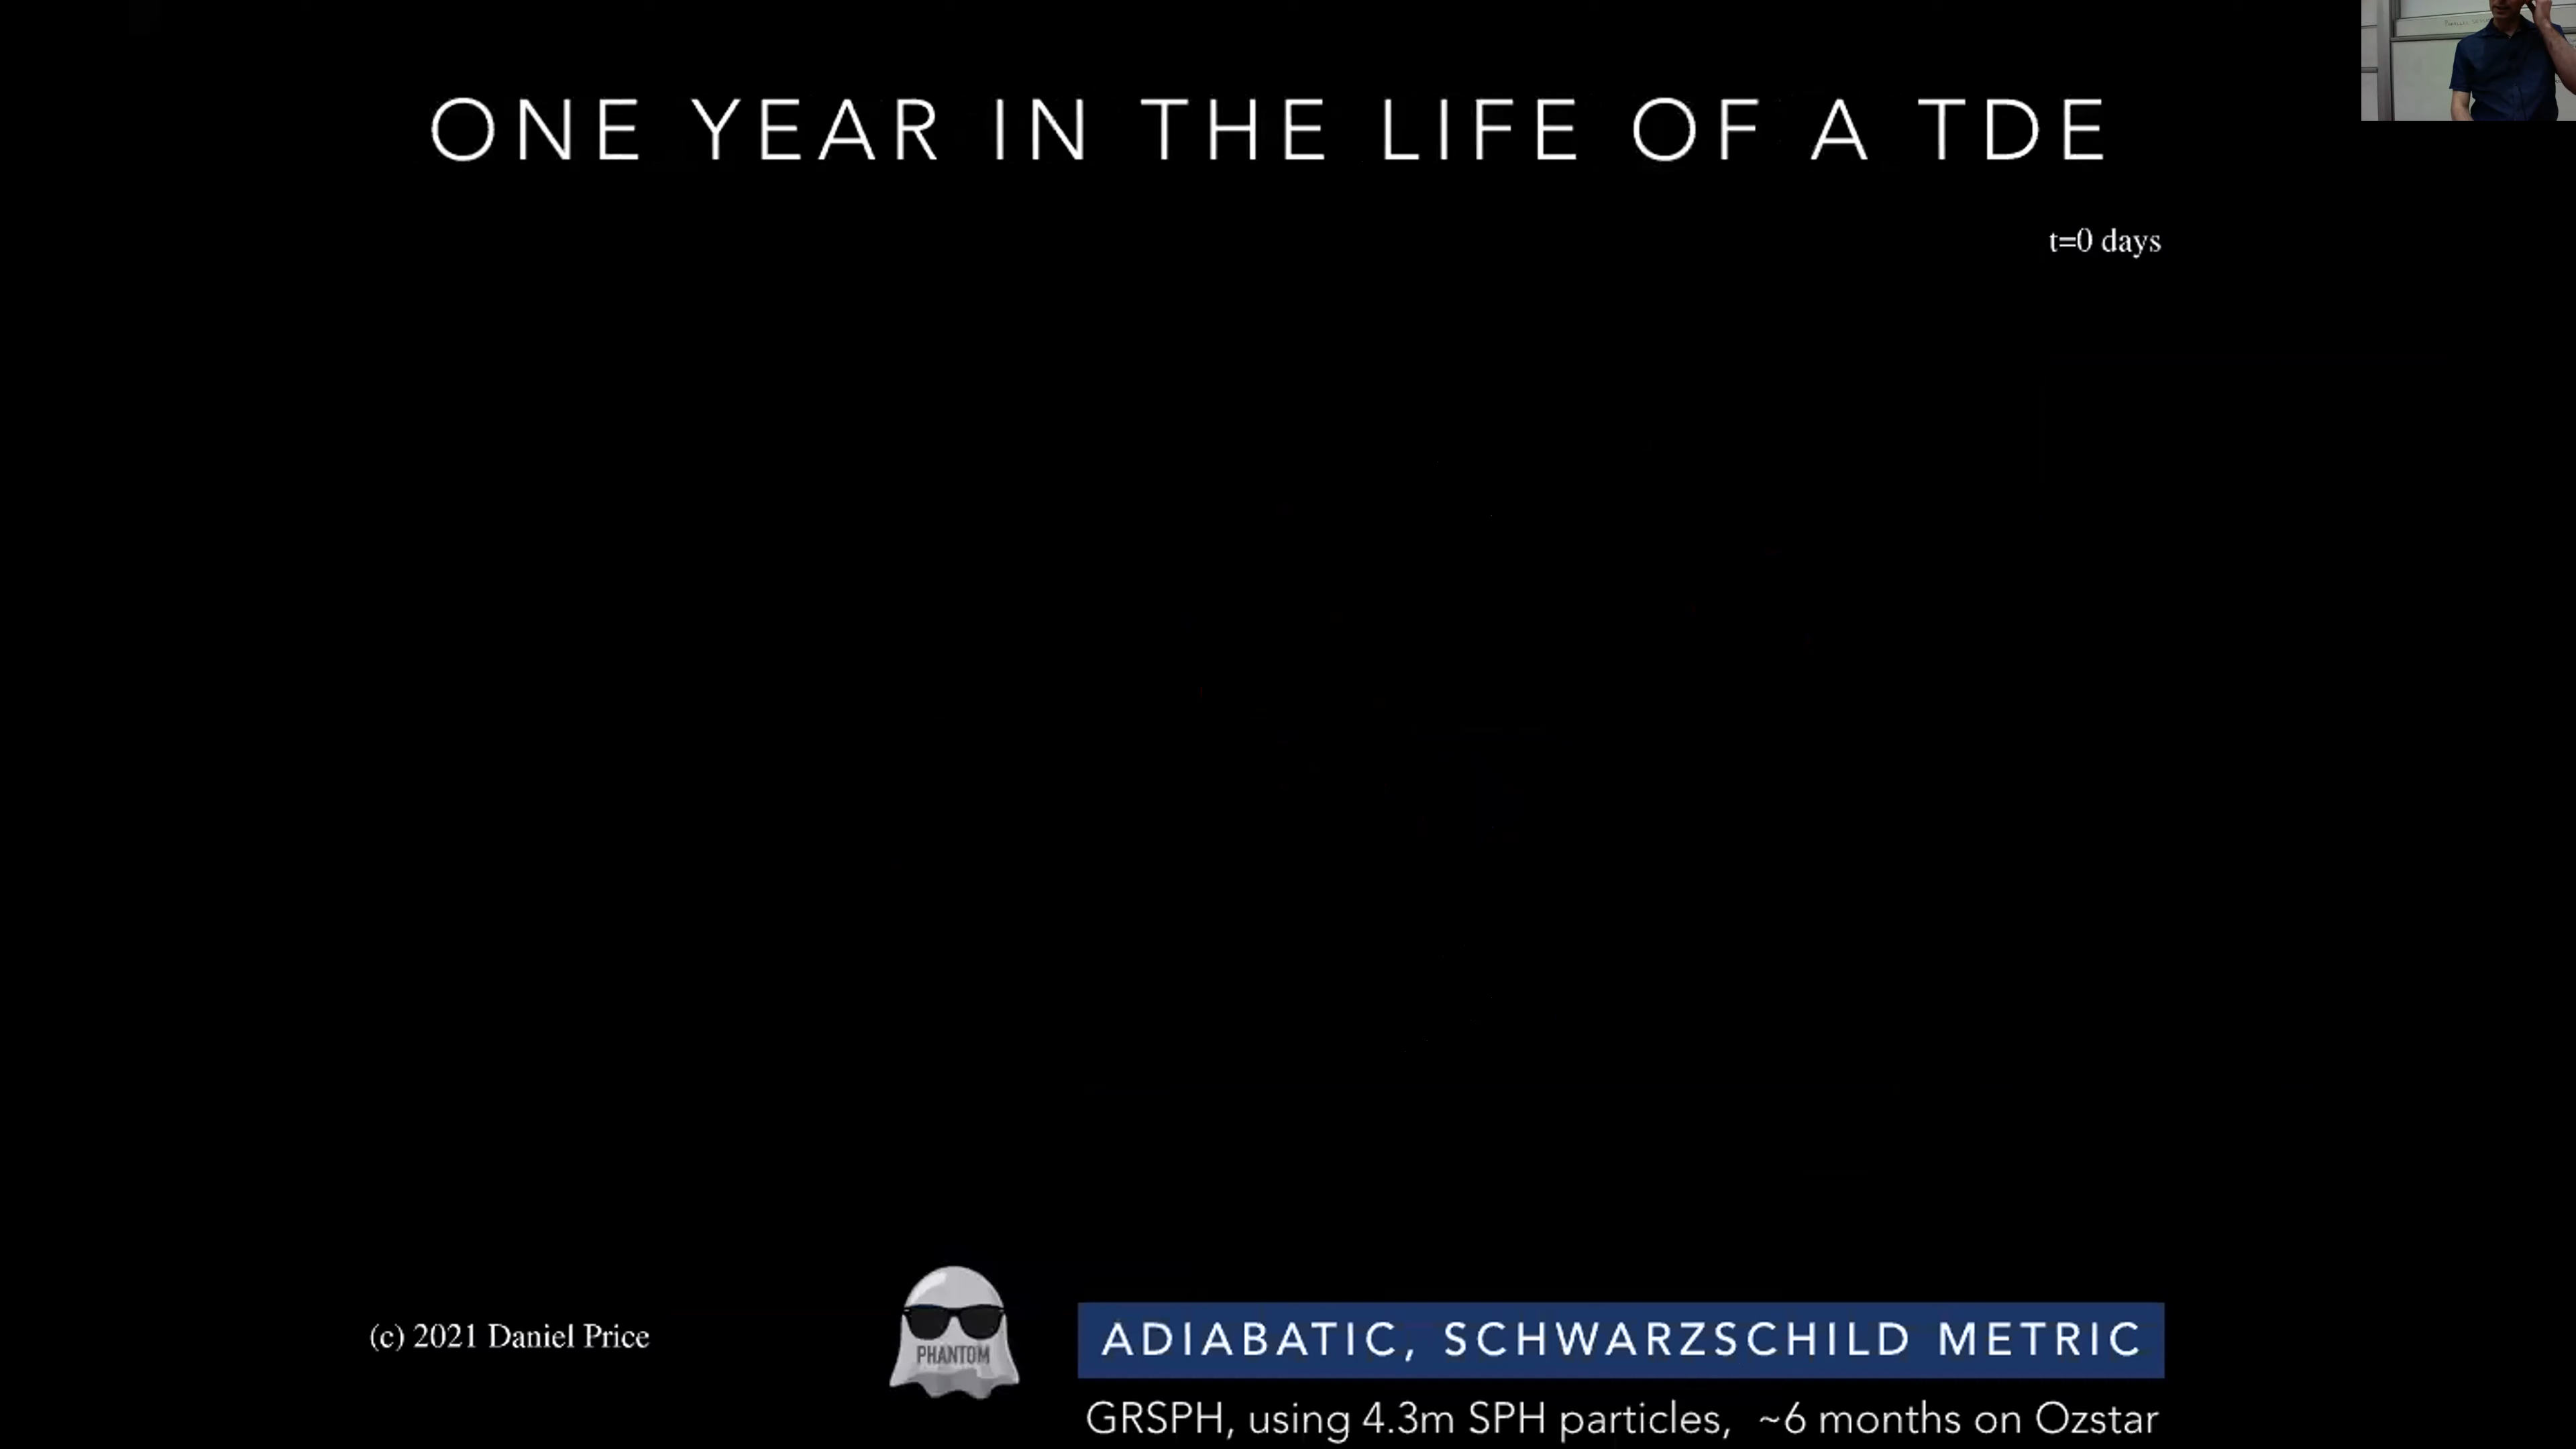 ONE YEAR IN THE LIFE OF A TDE
t=0 days
(c) 2021 Daniel Price
PHANTOM
ADIABATIC, SCHWARZSCHILD METRIC
GRSPH, using 4.3m SPH particles, ~6 months on Ozstar